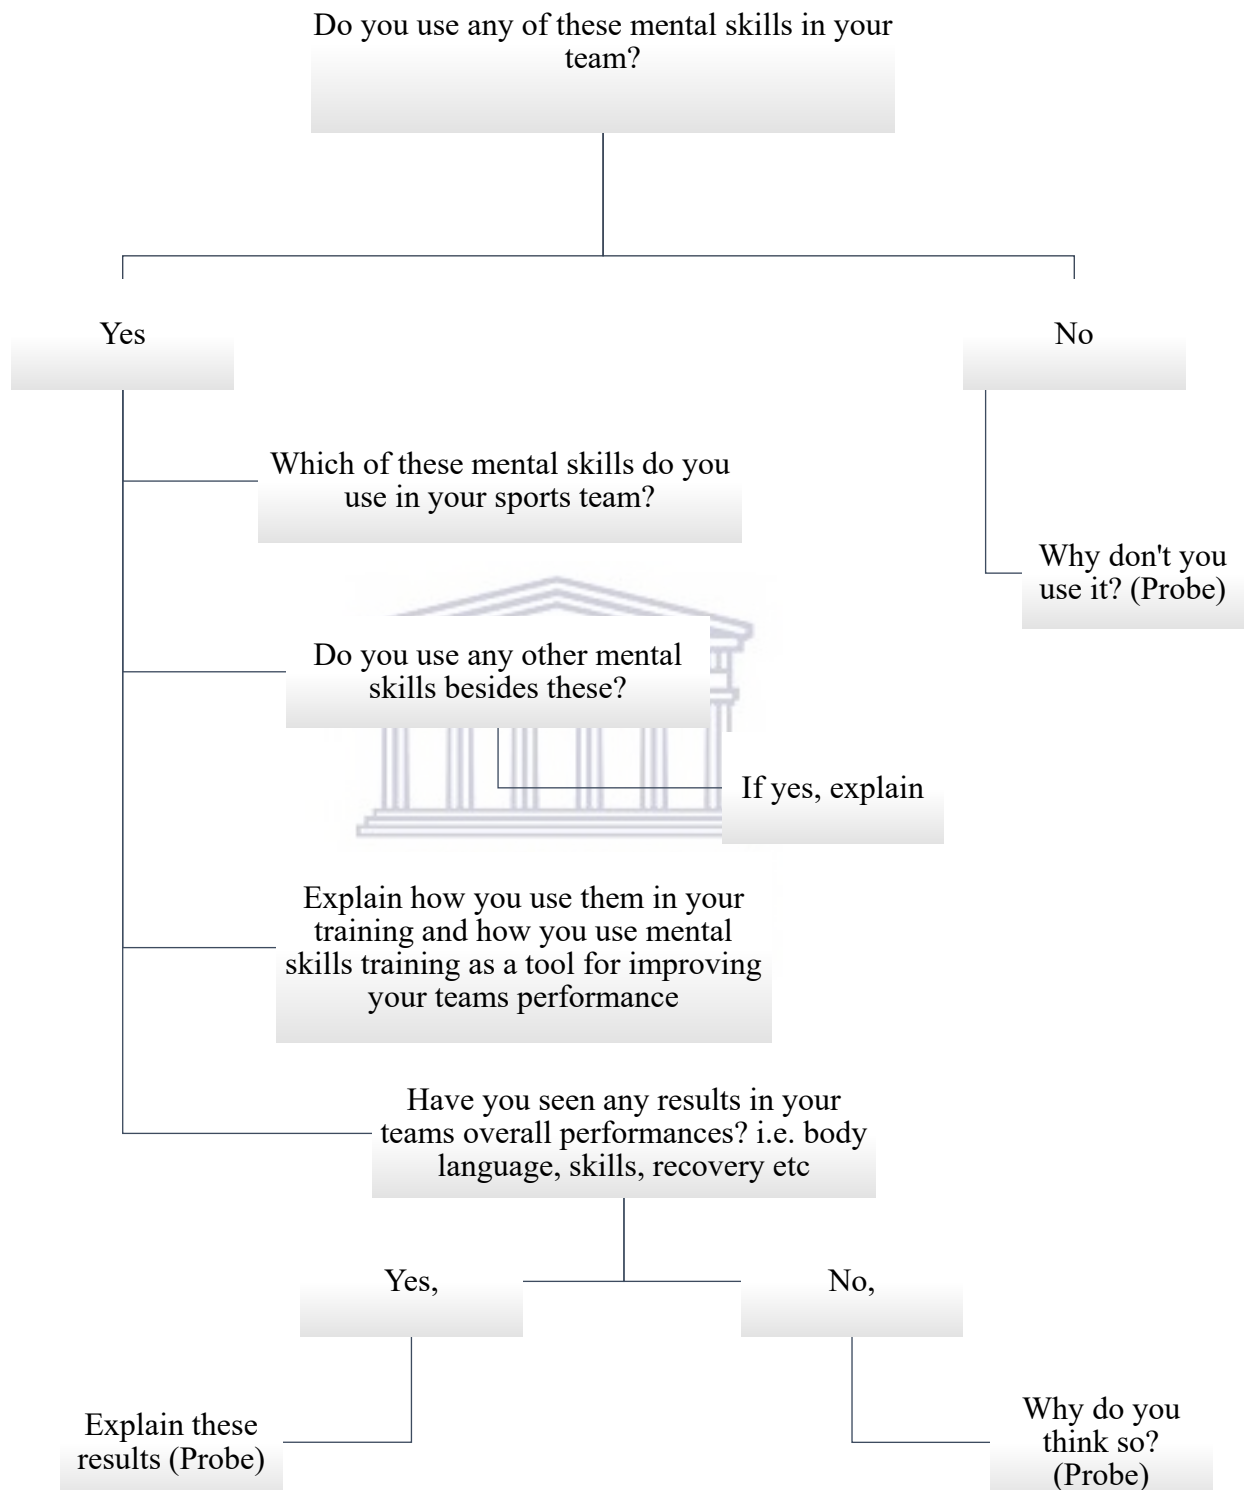 Do you use any of these mental skills in your
team?
Yes
No
Which of these mental skills do you
use in your sports team?
Why don't you
use it? (Probe)
Do you use any other mental
skills besides these?
If yes, explain
Explain how you use them in your
training and how you use mental
skills training as a tool for improving
your teams performance
Have you seen any results in your
teams overall performances? i.e. body
language, skills, recovery etc
Yes,
No,
Explain these
results (Probe)
Why do you
think so?
(Probe)